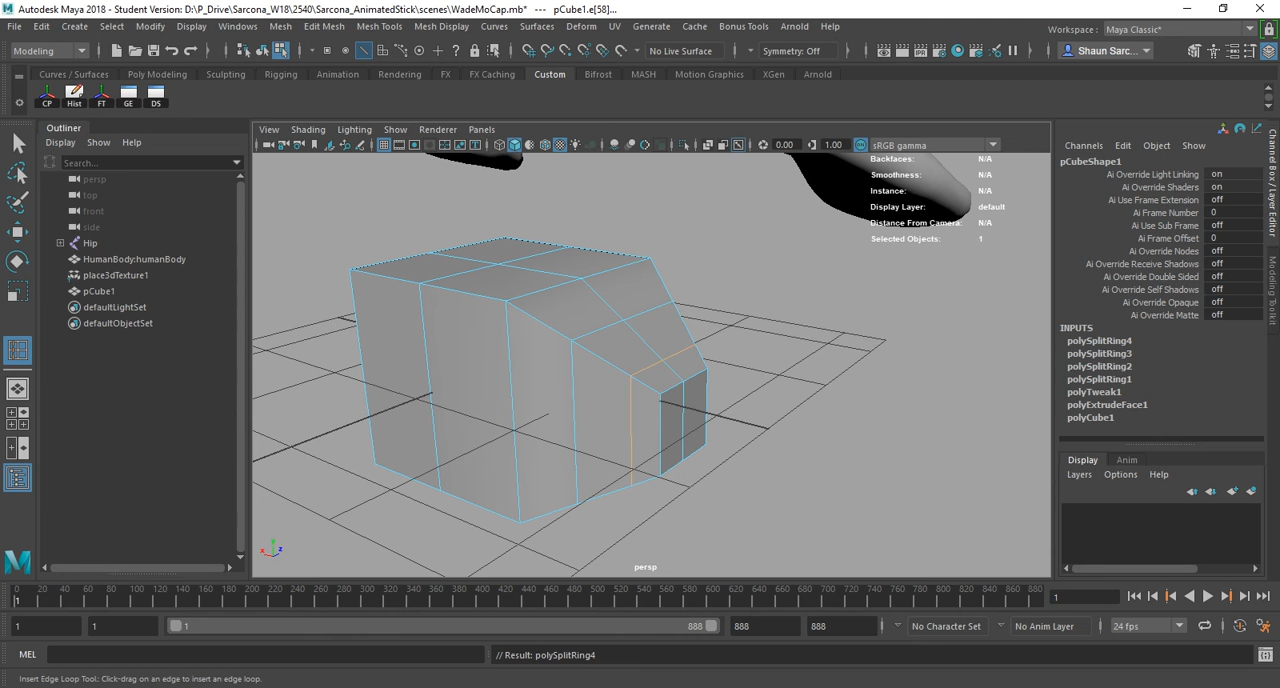 Autodesk Maya 2018 - Student Version: D:\P_Drive\Sarcona_W18\2540\Sarcona_AnimatedStick\scenes\WadeMoCap.mb* --- pCube1.e[58]...
File Edit Create Select Modify Display Windows Mesh Edit Mesh Mesh Tools Mesh Display Curves Surfaces Deform UV Generate Cache Bonus Tools Arnold Help
Workspace : Maya Classic*
Modeling
No Live Surface
Symmetry: Off
Shaun Sarc...
Curves / Surfaces Poly Modeling Sculpting Rigging Animation Rendering FX FX Caching Custom Bifrost MASH Motion Graphics XGen Arnold
CP Hist FT GE DS
Outliner
Display Show Help
Search...
persp
top
front
side
Hip
HumanBody:humanBody
place3dTexture1
pCube1
defaultLightSet
defaultObjectSet
View Shading Lighting Show Renderer Panels
0.00 1.00 sRGB gamma
Backfaces: N/A
Smoothness: N/A
Instance: N/A
Display Layer: default
Distance From Camera: N/A
Selected Objects: 1
persp
Channels Edit Object Show
pCubeShape1
Ai Override Light Linking on
Ai Override Shaders on
Ai Use Frame Extension off
Ai Frame Number 0
Ai Use Sub Frame off
Ai Frame Offset 0
Ai Override Nodes off
Ai Override Receive Shadows off
Ai Override Double Sided off
Ai Override Self Shadows off
Ai Override Opaque off
Ai Override Matte off
INPUTS
polySplitRing4
polySplitRing3
polySplitRing2
polySplitRing1
polyTweak1
polyExtrudeFace1
polyCube1
Display Anim
Layers Options Help
Channel Box / Layer Editor
Modeling Toolkit
0 20 40 60 80 100 120 140 160 180 200 220 240 260 280 300 320 340 360 380 400 420 440 460 480 500 520 540 560 580 600 620 640 660 680 700 720 740 760 780 800 820 840 860 880
1
1
1 1 1 888 888 888 No Character Set No Anim Layer 24 fps
MEL // Result: polySplitRing4
Insert Edge Loop Tool: Click-drag on an edge to insert an edge loop.